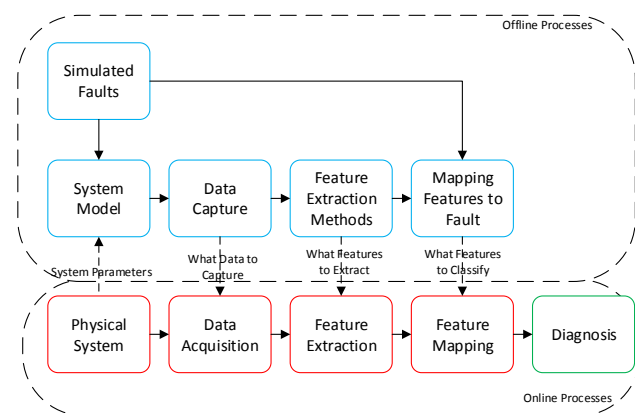 Offline Processes
Simulated
Faults
System
Model
Data
Capture
Feature
Extraction
Methods
Mapping
Features to
Fault
System Parameters
What Data to
Capture
What Features
to Extract
What Features
to Classify
Physical
System
Data
Acquisition
Feature
Extraction
Feature
Mapping
Diagnosis
Online Processes